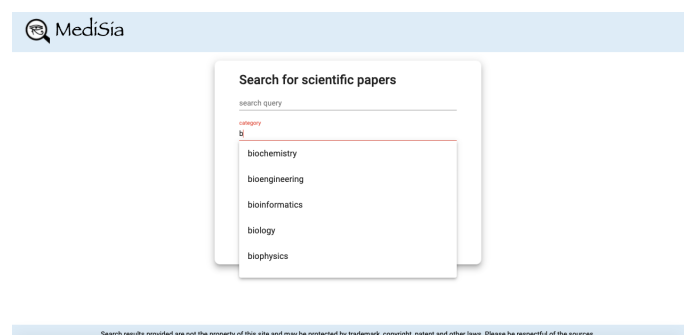 MediSia
Search for scientific papers
search query
category
b
biochemistry
bioengineering
bioinformatics
biology
biophysics
Search results provided are not the property of this site and may be protected by trademark, copyright, patent and other laws. Please be respectful of the sources